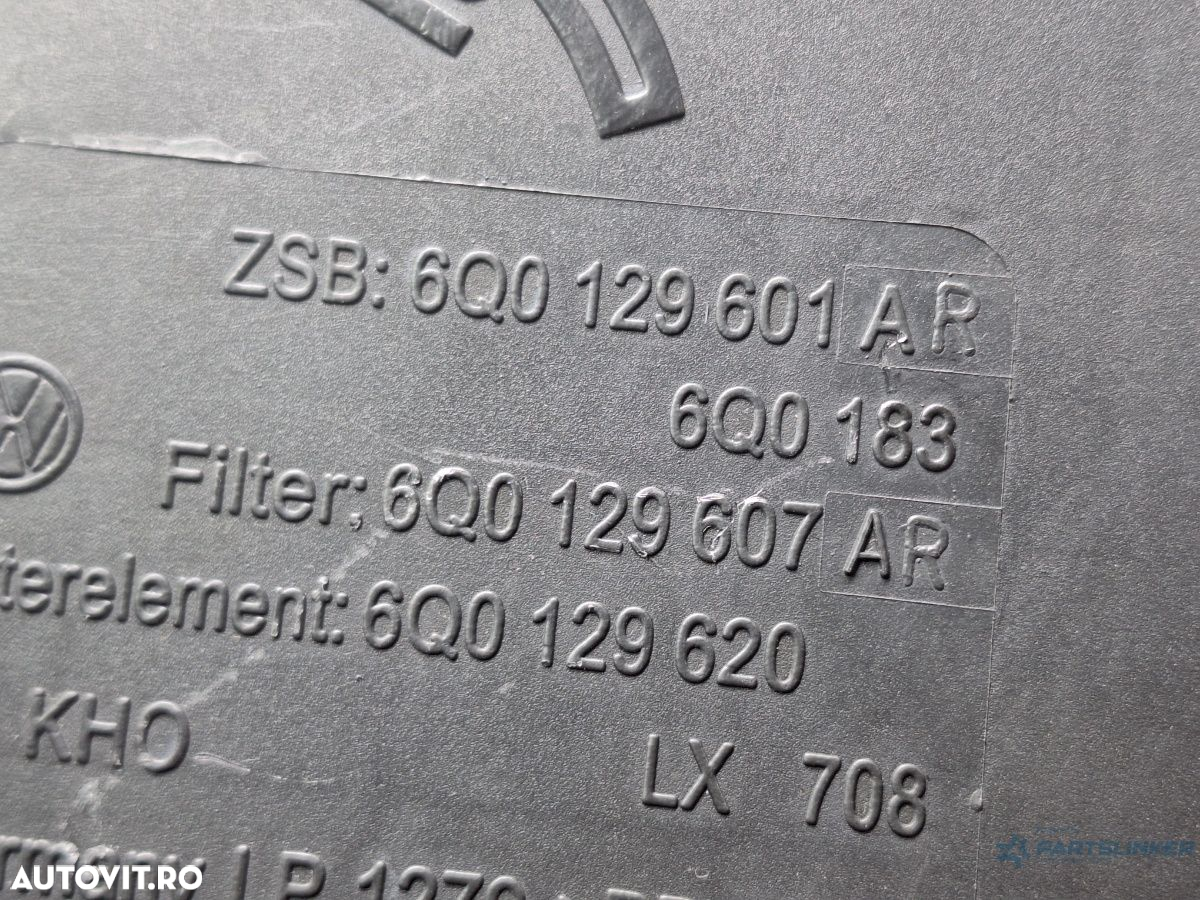 ZSB: 6Q0 129 601 AR
6Q0 183
Filter: 6Q0 129 607 AR
terelement: 6Q0 129 620
KHO LX 708
AUTOVIT.RO
PARTSLINKER